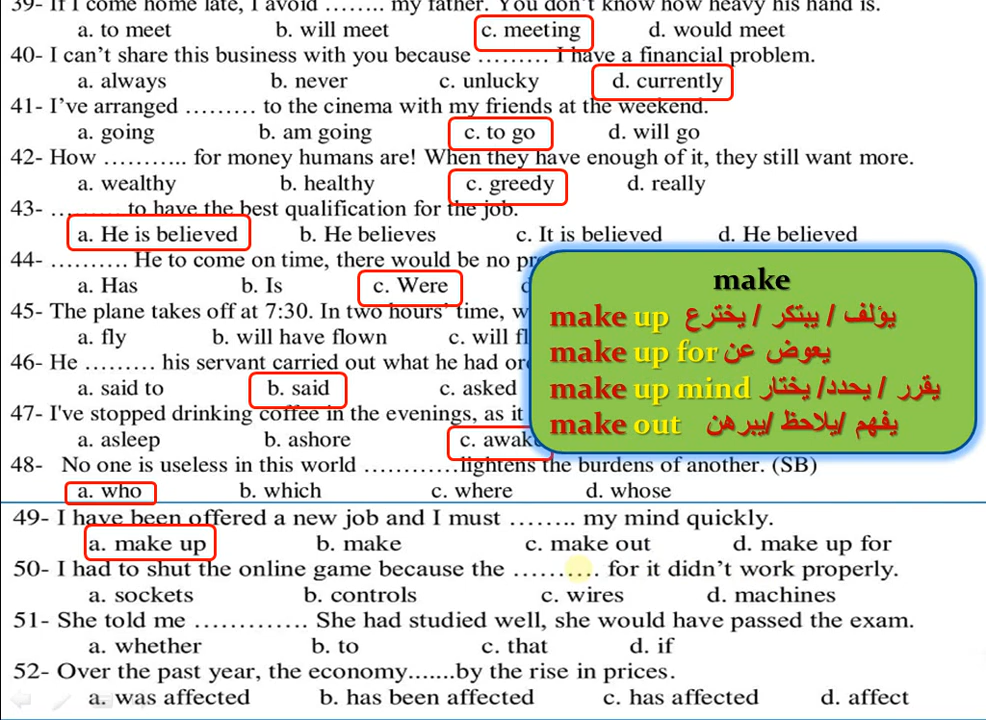 39- If I come home late, I avoid …….. my father. You don't know how heavy his hand is.
a. to meet b. will meet c. meeting d. would meet
40- I can't share this business with you because ……… I have a financial problem.
a. always b. never c. unlucky d. currently
41- I've arranged ……… to the cinema with my friends at the weekend.
a. going b. am going c. to go d. will go
42- How ……….. for money humans are! When they have enough of it, they still want more.
a. wealthy b. healthy c. greedy d. really
43- ……… to have the best qualification for the job.
a. He is believed b. He believes c. It is believed d. He believed
44- ………. He to come on time, there would be no
a. Has b. Is c. Were
45- The plane takes off at 7:30. In two hours' time,
a. fly b. will have flown c. will
46- He ……… his servant carried out what he had
a. said to b. said c. asked
47- I've stopped drinking coffee in the evenings, as it
a. asleep b. ashore c.
make
make up يؤلف / يبتكر / يخترع
make up for يعوض عن
make up mind يقرر / يحدد/ يختار
make out يفهم /يلاحظ /يبرهن
48- No one is useless in this world ………..lightens the burdens of another. (SB)
a. who b. which c. where d. whose
49- I have been offered a new job and I must …….. my mind quickly.
a. make up b. make c. make out d. make up for
50- I had to shut the online game because the ………. for it didn't work properly.
a. sockets b. controls c. wires d. machines
51- She told me …………. She had studied well, she would have passed the exam.
a. whether b. to c. that d. if
52- Over the past year, the economy.……by the rise in prices.
a. was affected b. has been affected c. has affected d. affect